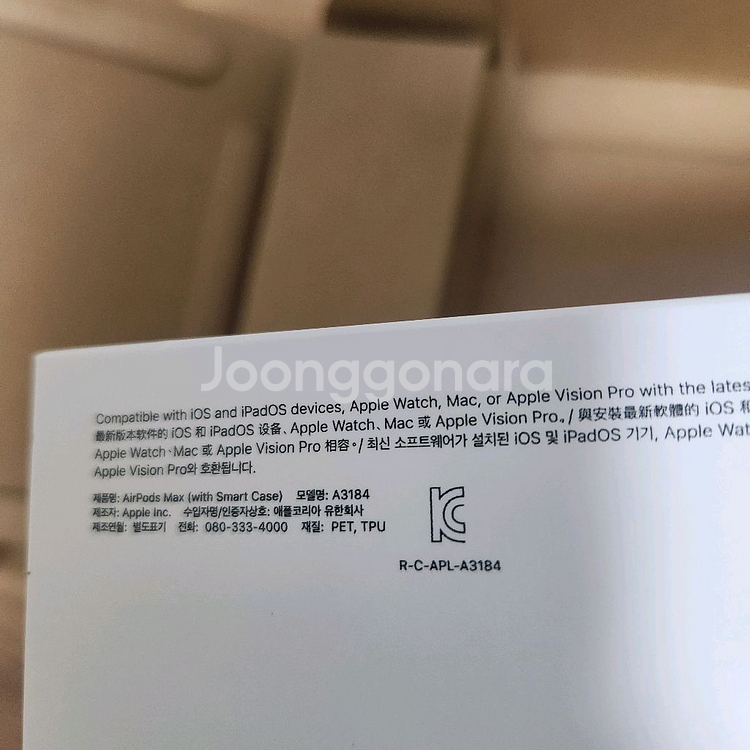 Joonggonara
Compatible with iOS and iPadOS devices, Apple Watch, Mac, or Apple Vision Pro with the lates
最新版本软件的 iOS 和 iPadOS 设备、Apple Watch、Mac 或 Apple Vision Pro。/ 與安裝最新軟體的 iOS 和
Apple Watch、Mac 或 Apple Vision Pro 相容。/ 최신 소프트웨어가 설치된 iOS 및 iPadOS 기기, Apple Wat
Apple Vision Pro와 호환됩니다.
제품명: AirPods Max (with Smart Case) 모델명: A3184
제조자: Apple Inc. 수입자명/인증자상호: 애플코리아 유한회사
제조연월: 별도표기 전화: 080-333-4000 재질: PET, TPU
R-C-APL-A3184